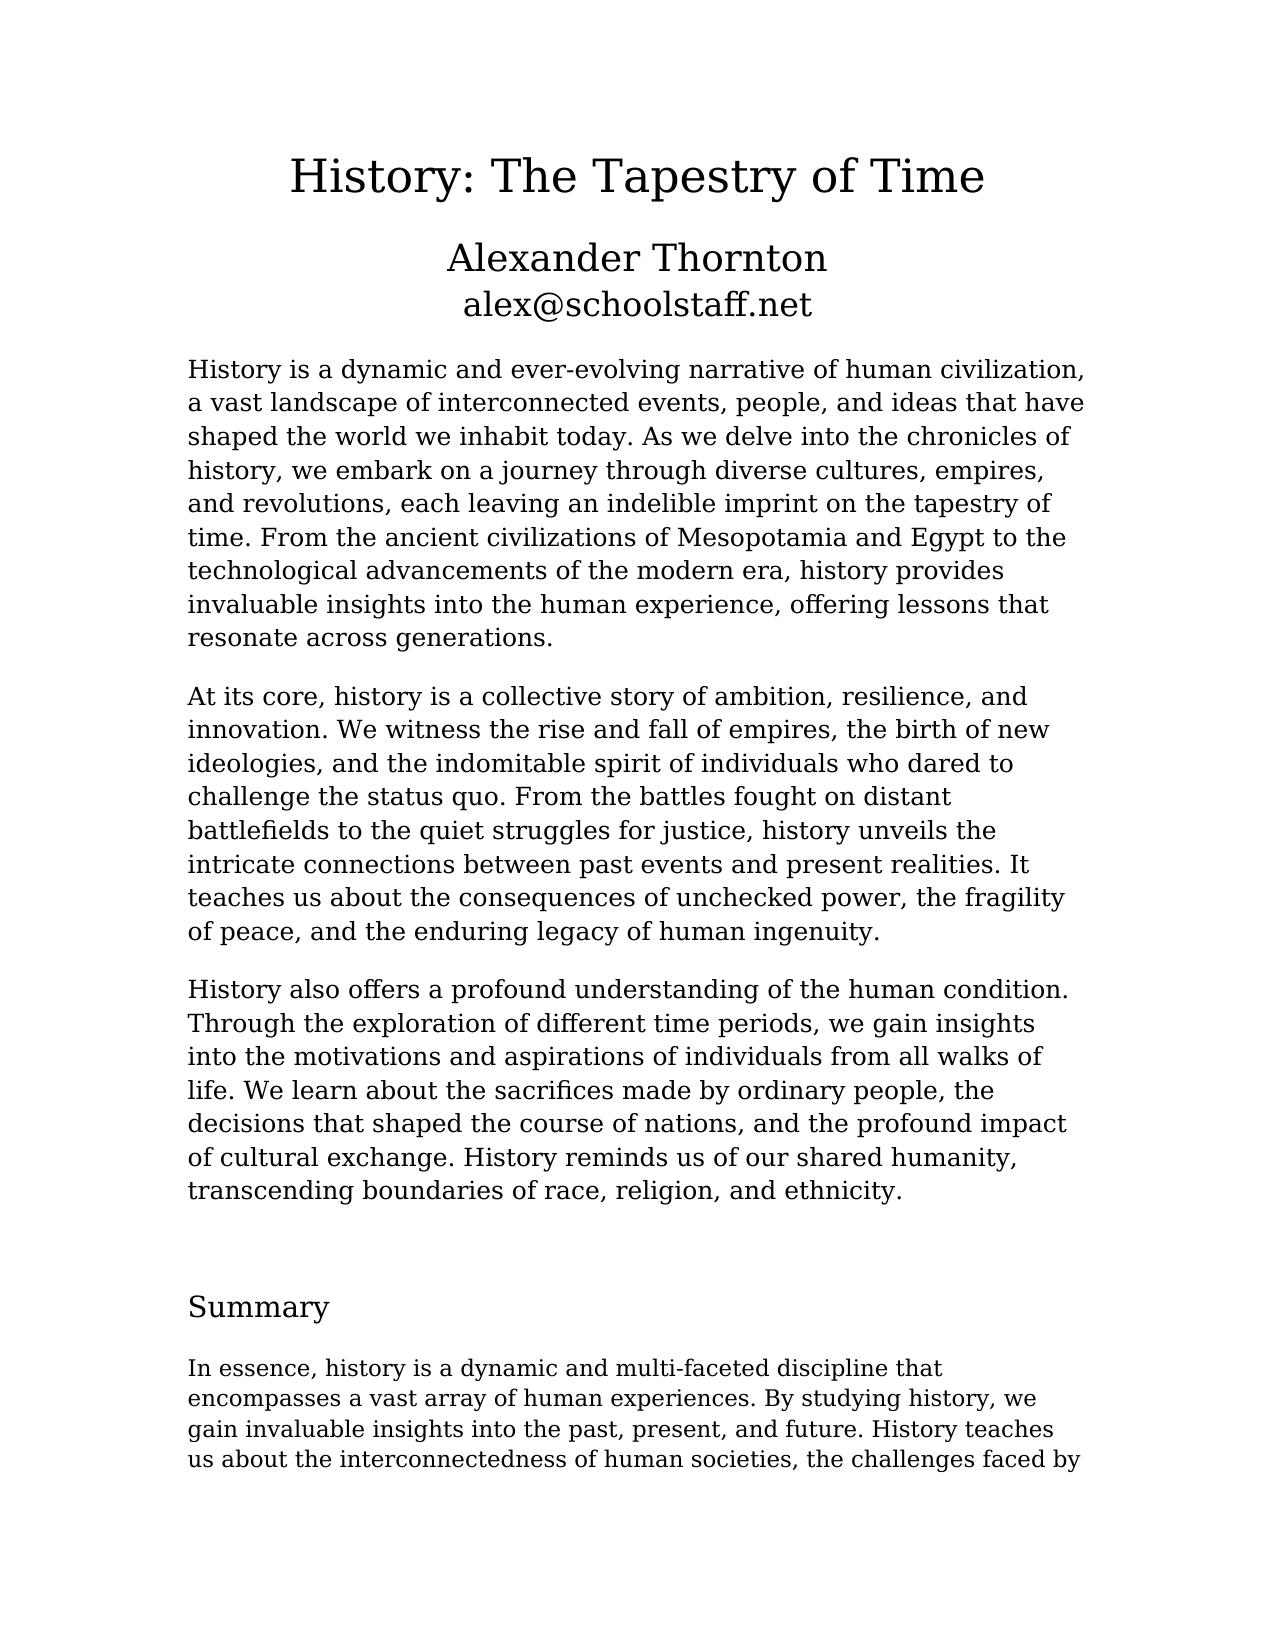 History: The Tapestry of Time
Alexander Thornton
alex@schoolstaff.net
History is a dynamic and ever-evolving narrative of human civilization,
a vast landscape of interconnected events, people, and ideas that have
shaped the world we inhabit today. As we delve into the chronicles of
history, we embark on a journey through diverse cultures, empires,
and revolutions, each leaving an indelible imprint on the tapestry of
time. From the ancient civilizations of Mesopotamia and Egypt to the
technological advancements of the modern era, history provides
invaluable insights into the human experience, offering lessons that
resonate across generations.
At its core, history is a collective story of ambition, resilience, and
innovation. We witness the rise and fall of empires, the birth of new
ideologies, and the indomitable spirit of individuals who dared to
challenge the status quo. From the battles fought on distant
battlefields to the quiet struggles for justice, history unveils the
intricate connections between past events and present realities. It
teaches us about the consequences of unchecked power, the fragility
of peace, and the enduring legacy of human ingenuity.
History also offers a profound understanding of the human condition.
Through the exploration of different time periods, we gain insights
into the motivations and aspirations of individuals from all walks of
life. We learn about the sacrifices made by ordinary people, the
decisions that shaped the course of nations, and the profound impact
of cultural exchange. History reminds us of our shared humanity,
transcending boundaries of race, religion, and ethnicity.
Summary
In essence, history is a dynamic and multi-faceted discipline that
encompasses a vast array of human experiences. By studying history, we
gain invaluable insights into the past, present, and future. History teaches
us about the interconnectedness of human societies, the challenges faced by